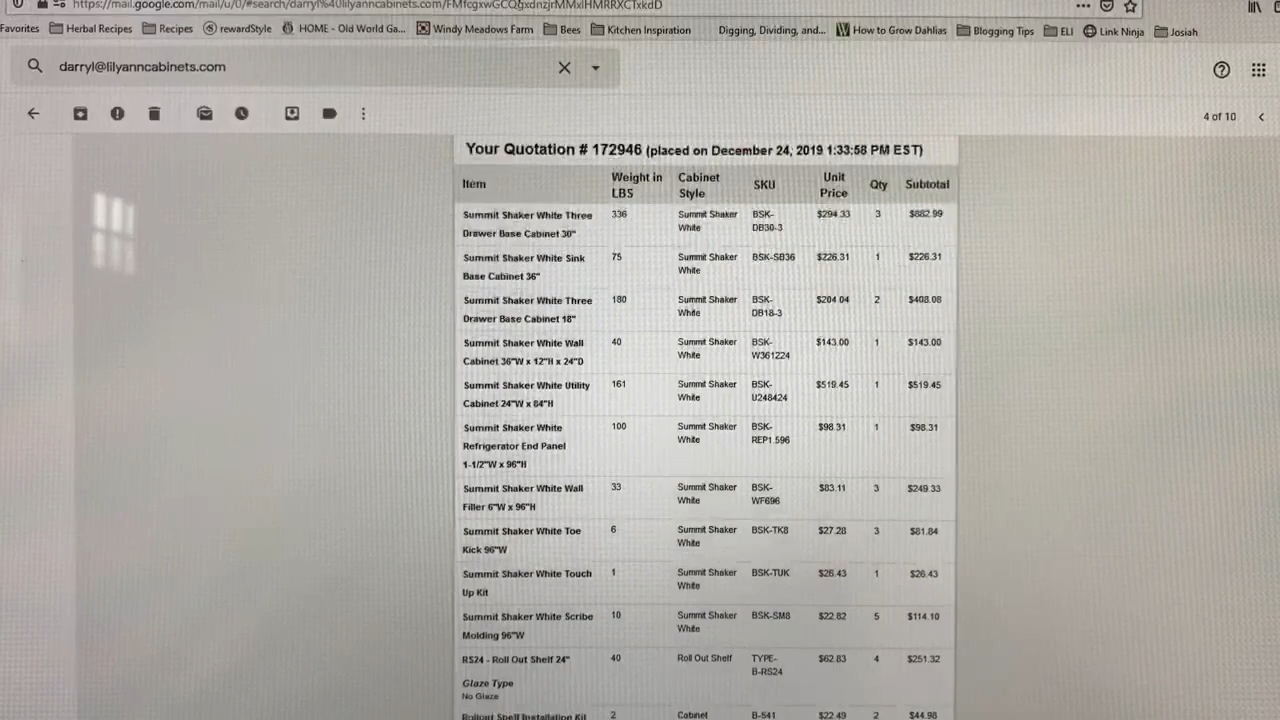 https://mail.google.com/mail/u/0/#search/darryl%40lilyanncabinets.com/
Favorites Herbal Recipes Recipes rewardStyle HOME - Old World Ga... Windy Meadows Farm Bees Kitchen Inspiration Digging, Dividing, and... How to Grow Dahlias Blogging Tips ELI Link Ninja Josiah
darryl@lilyanncabinets.com
4 of 10
Your Quotation # 172946 (placed on December 24, 2019 1:33:58 PM EST)
Item Weight in LBS Cabinet Style SKU Unit Price Qty Subtotal
Summit Shaker White Three 336 Summit Shaker BSK- $294.33 3 $882.99
Drawer Base Cabinet 30" White DB30-3
Summit Shaker White Sink 75 Summit Shaker BSK-SB36 $226.31 1 $226.31
Base Cabinet 36" White
Summit Shaker White Three 180 Summit Shaker BSK- $204.04 2 $408.08
Drawer Base Cabinet 18" White DB18-3
Summit Shaker White Wall 40 Summit Shaker BSK- $143.00 1 $143.00
Cabinet 36"W x 12"H x 24"D White W361224
Summit Shaker White Utility 161 Summit Shaker BSK- $519.45 1 $519.45
Cabinet 24"W x 84"H White U248424
Summit Shaker White 100 Summit Shaker BSK- $98.31 1 $98.31
Refrigerator End Panel White REP1.596
1-1/2"W x 96"H
Summit Shaker White Wall 33 Summit Shaker BSK- $83.11 3 $249.33
Filler 6"W x 96"H White WF696
Summit Shaker White Toe 6 Summit Shaker BSK-TK8 $27.28 3 $81.84
Kick 96"W White
Summit Shaker White Touch 1 Summit Shaker BSK-TUK $26.43 1 $26.43
Up Kit White
Summit Shaker White Scribe 10 Summit Shaker BSK-SM8 $22.82 5 $114.10
Molding 96"W White
RS24 - Roll Out Shelf 24" 40 Roll Out Shelf TYPE- $62.83 4 $251.32
B-RS24
Glaze Type
No Glaze
Rollout Shelf Installation Kit 2 Cabinet B-541 $22.49 2 $44.98